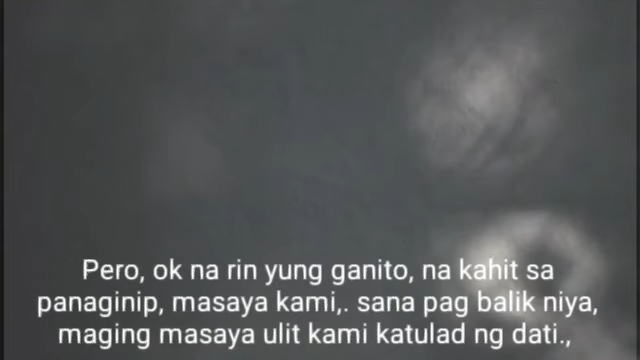 Pero, ok na rin yung ganito, na kahit sa
panaginip, masaya kami,. sana pag balik niya,
maging masaya ulit kami katulad ng dati.,